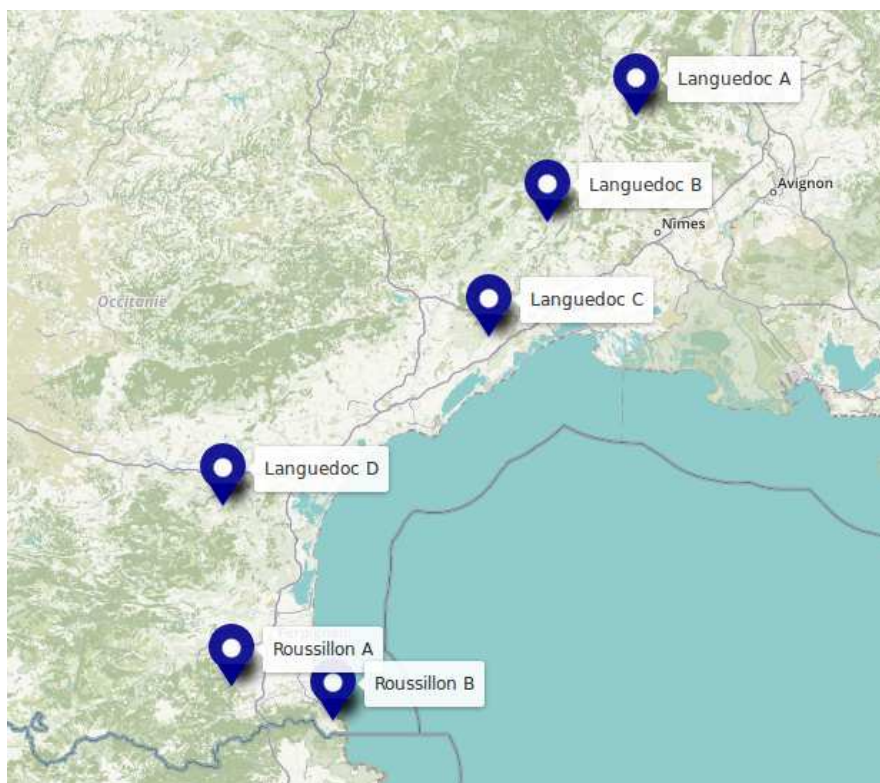 Languedoc A
Languedoc B
Avignon
Nîmes
Languedoc C
Occitanie
Languedoc D
Roussillon A
Roussillon B